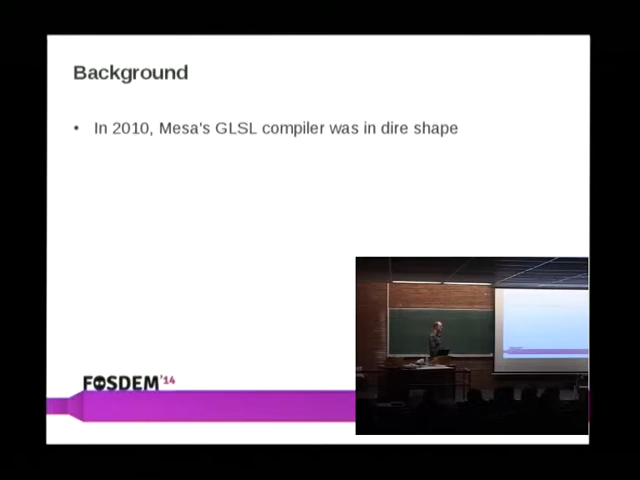 Background
• In 2010, Mesa's GLSL compiler was in dire shape
FOSDEM'14